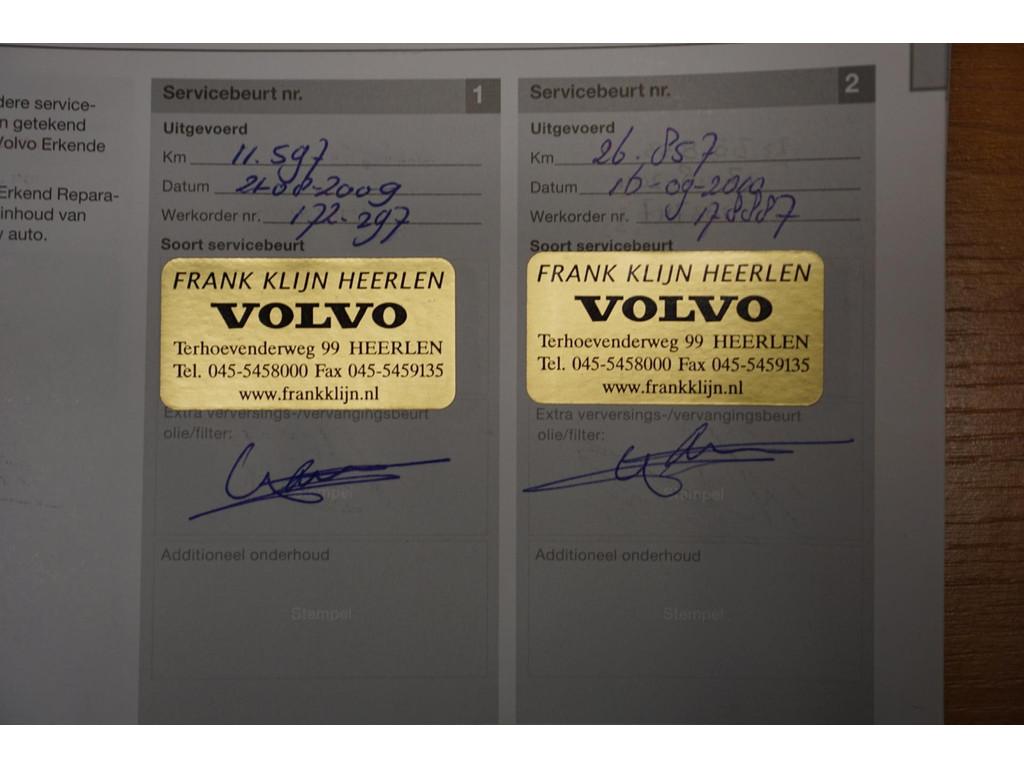 dere service-
n getekend
Volvo Erkende
Erkend Repara-
inhoud van
auto.
Servicebeurt nr. 1
Uitgevoerd
Km 11.597
Datum 21-08-2009
Werkorder nr. 172-297
Soort servicebeurt
FRANK KLIJN HEERLEN
VOLVO
Terhoevenderweg 99 HEERLEN
Tel. 045-5458000 Fax 045-5459135
www.frankklijn.nl
Extra verversings-/vervangingsbeurt
olie/filter:
Stempel
Additioneel onderhoud
Stempel
Servicebeurt nr. 2
Uitgevoerd
Km 26.857
Datum
Werkorder nr. 178887
Soort servicebeurt
FRANK KLIJN HEERLEN
VOLVO
Terhoevenderweg 99 HEERLEN
Tel. 045-5458000 Fax 045-5459135
www.frankklijn.nl
Extra verversings-/vervangingsbeurt
olie/filter:
Stempel
Additioneel onderhoud
Stempel